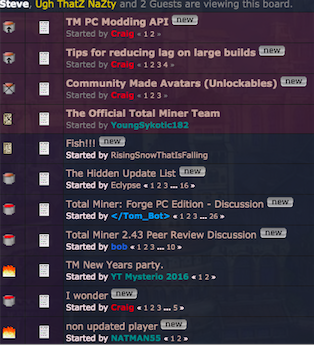 Steve, Ugh ThatZ NaZty and 2 Guests are viewing this board.
TM PC Modding API new
Started by Craig « 1 2 »
Tips for reducing lag on large builds new
Started by Craig « 1 2 3 4 »
Community Made Avatars (Unlockables) new
Started by Craig « 1 2 3 »
The Official Total Miner Team
Started by YoungSykotic182
Fish!!! new
Started by RisingSnowThatIsFalling
The Hidden Update List new
Started by Eclypse « 1 2 3 ... 16 »
Total Miner: Forge PC Edition - Discussion new
Started by </Tom_Bot> « 1 2 3 ... 26 »
Total Miner 2.43 Peer Review Discussion new
Started by bob « 1 2 3 ... 10 »
TM New Years party.
Started by YT Mysterio 2016 « 1 2 »
I wonder new
Started by Craig « 1 2 3 ... 5 »
non updated player new
Started by NATMAN55 « 1 2 »